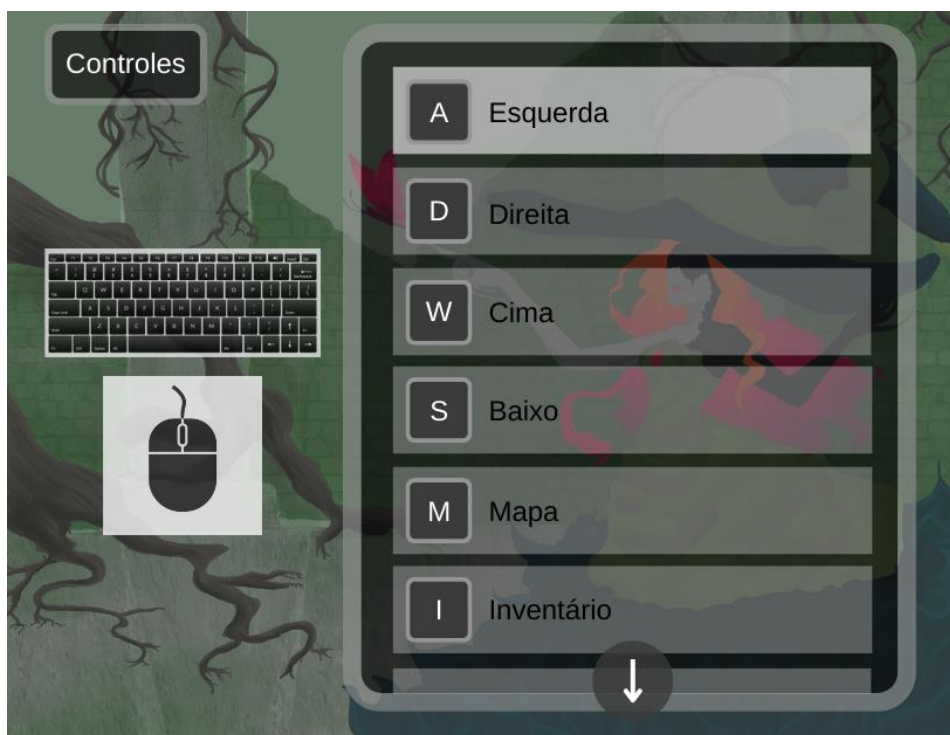 Controles
A Esquerda
D Direita
W Cima
S Baixo
M Mapa
I Inventário